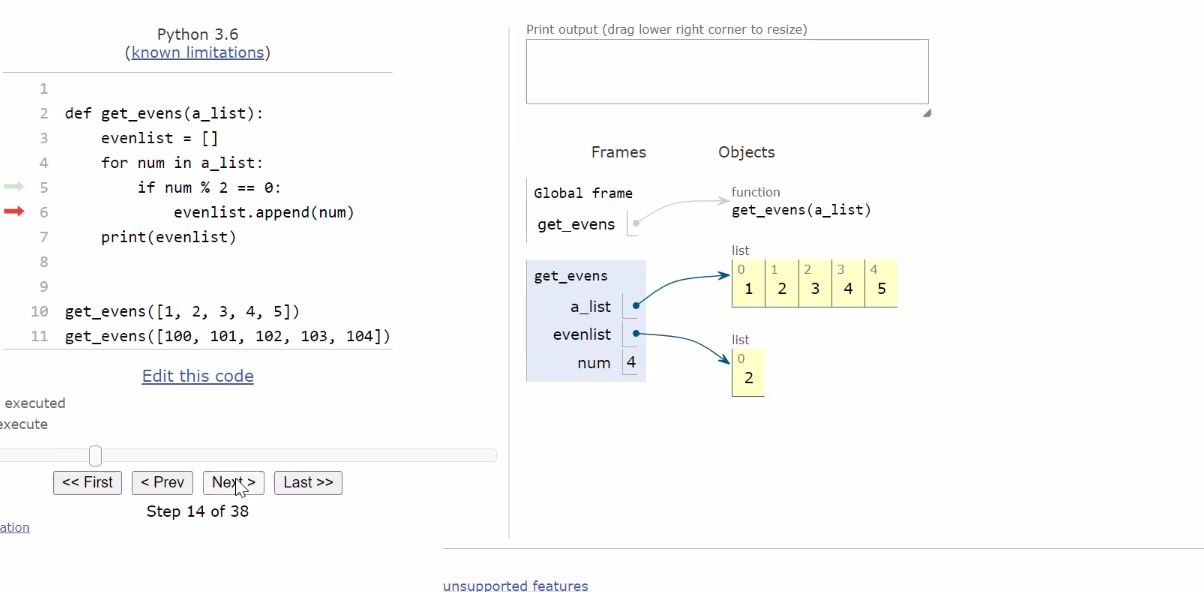 Python 3.6
(known limitations)
1
2 def get_evens(a_list):
3 evenlist = []
4 for num in a_list:
5 if num % 2 == 0:
6 evenlist.append(num)
7 print(evenlist)
8
9
10 get_evens([1, 2, 3, 4, 5])
11 get_evens([100, 101, 102, 103, 104])
Edit this code
executed
execute
<< First < Prev Next > Last >>
Step 14 of 38
ation
Print output (drag lower right corner to resize)
Frames Objects
Global frame
get_evens
function
get_evens(a_list)
get_evens
a_list
evenlist
num 4
list
0 1 2 3 4
1 2 3 4 5
list
0
2
unsupported features